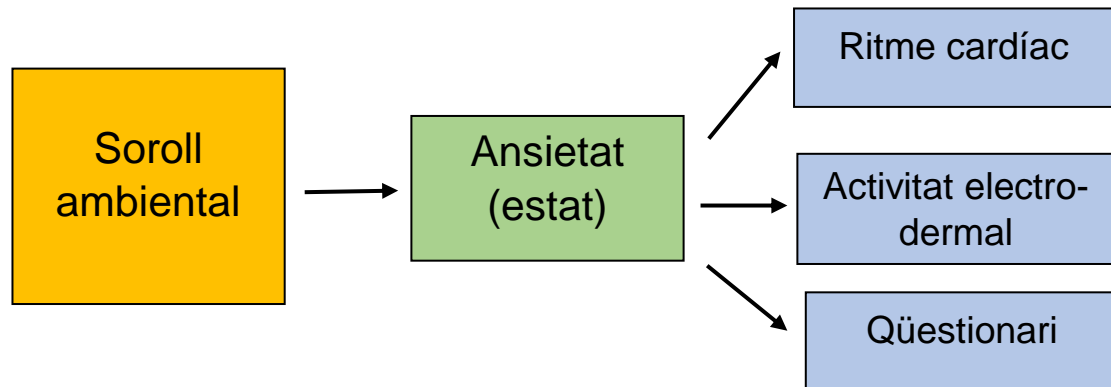 Soroll
ambiental
Ansietat
(estat)
Ritme cardíac
Activitat electro-
dermal
Qüestionari